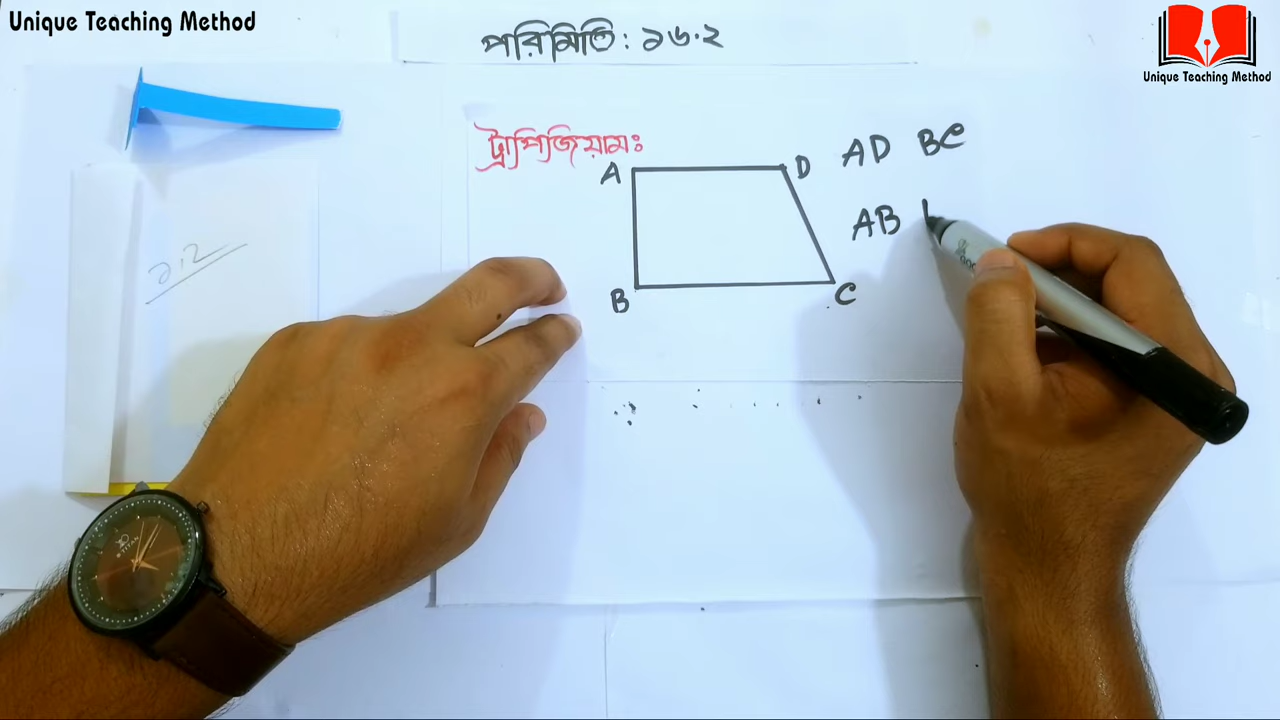 Unique Teaching Method
পরিমিতি: ১৬.২
Unique Teaching Method
ট্রাপিজিয়ামঃ
A D
AD BC
AB
B C